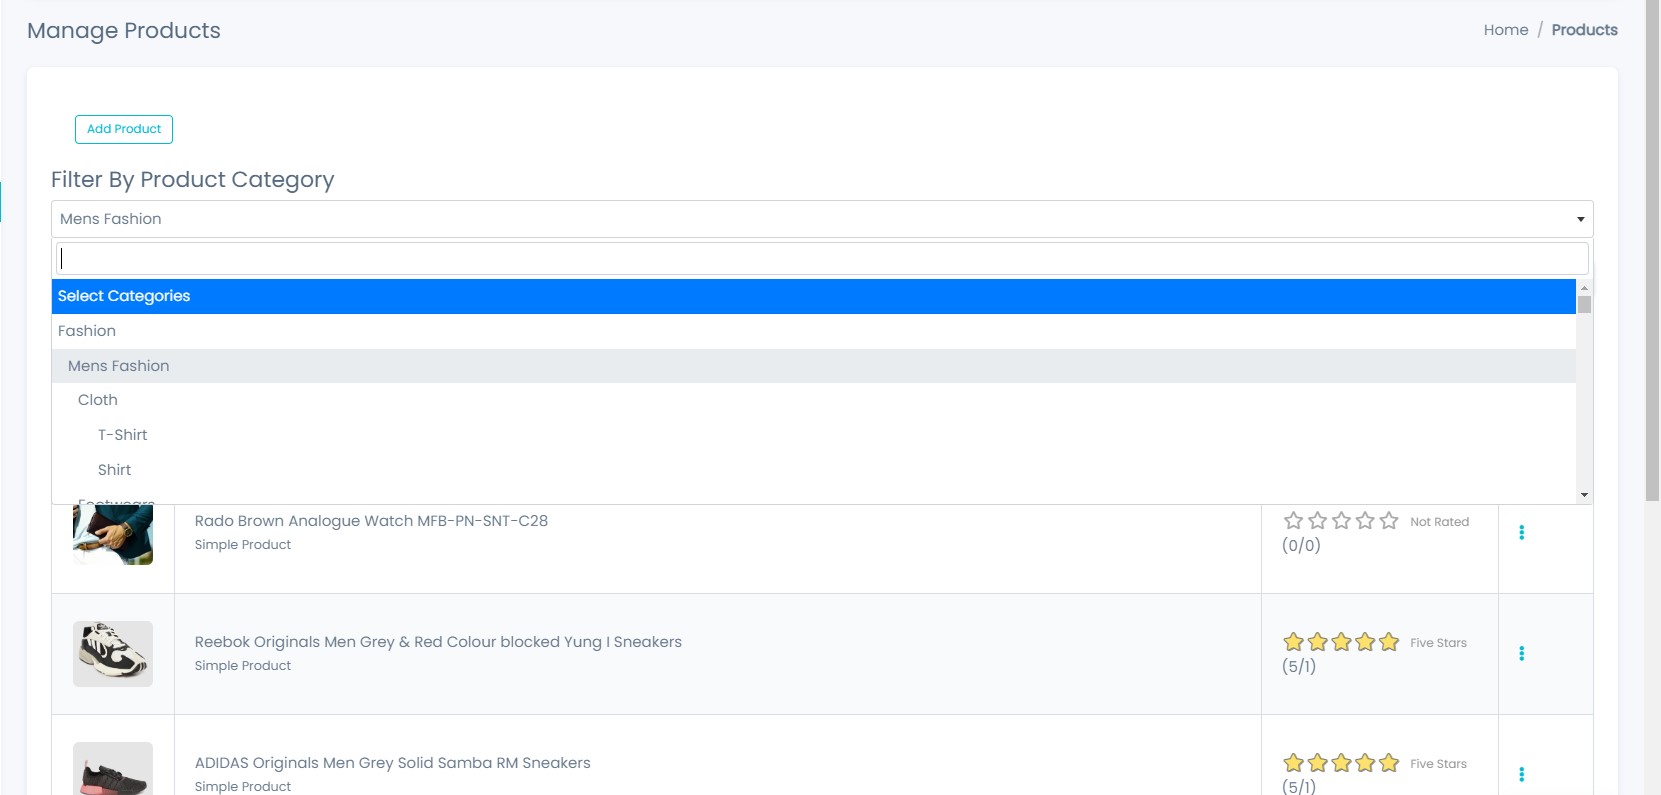 Manage Products
Home / Products
Add Product
Filter By Product Category
Mens Fashion
Select Categories
Fashion
Mens Fashion
Cloth
T-Shirt
Shirt
Footwears
Rado Brown Analogue Watch MFB-PN-SNT-C28
Simple Product
Not Rated
(0/0)
Reebok Originals Men Grey & Red Colour blocked Yung I Sneakers
Simple Product
Five Stars
(5/1)
ADIDAS Originals Men Grey Solid Samba RM Sneakers
Simple Product
Five Stars
(5/1)